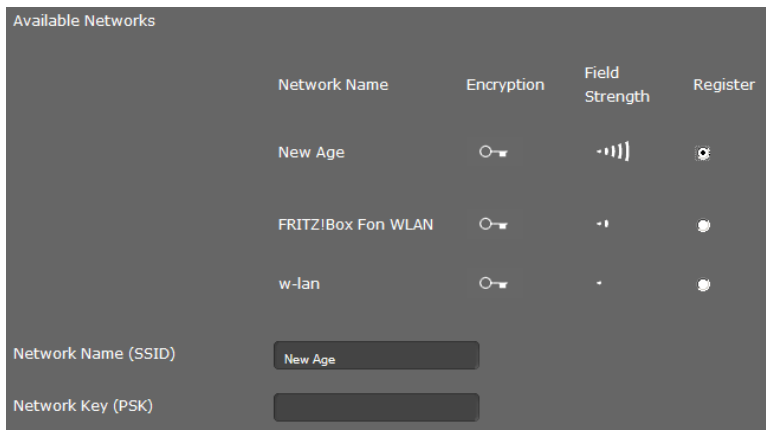 Available Networks
Network Name Encryption Field Strength Register
New Age
FRITZ!Box Fon WLAN
w-lan
Network Name (SSID) New Age
Network Key (PSK)